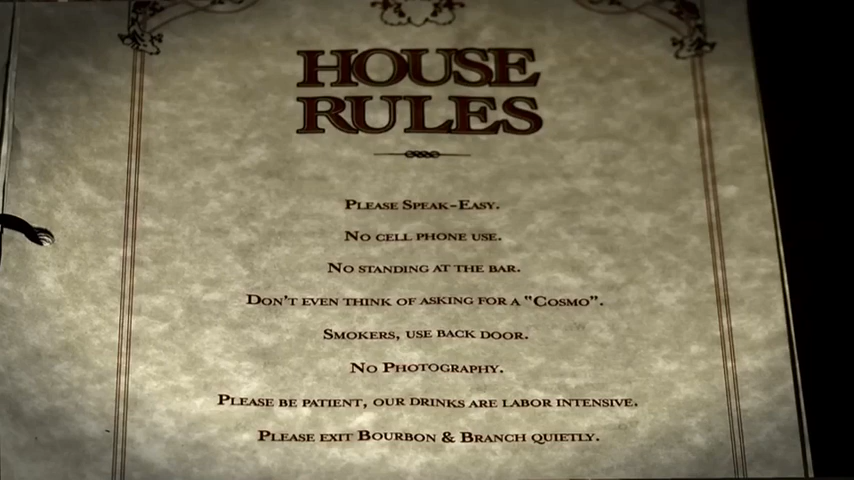 HOUSE
RULES
PLEASE SPEAK-EASY.
NO CELL PHONE USE.
NO STANDING AT THE BAR.
DON'T EVEN THINK OF ASKING FOR A "COSMO".
SMOKERS, USE BACK DOOR.
NO PHOTOGRAPHY.
PLEASE BE PATIENT, OUR DRINKS ARE LABOR INTENSIVE.
PLEASE EXIT BOURBON & BRANCH QUIETLY.